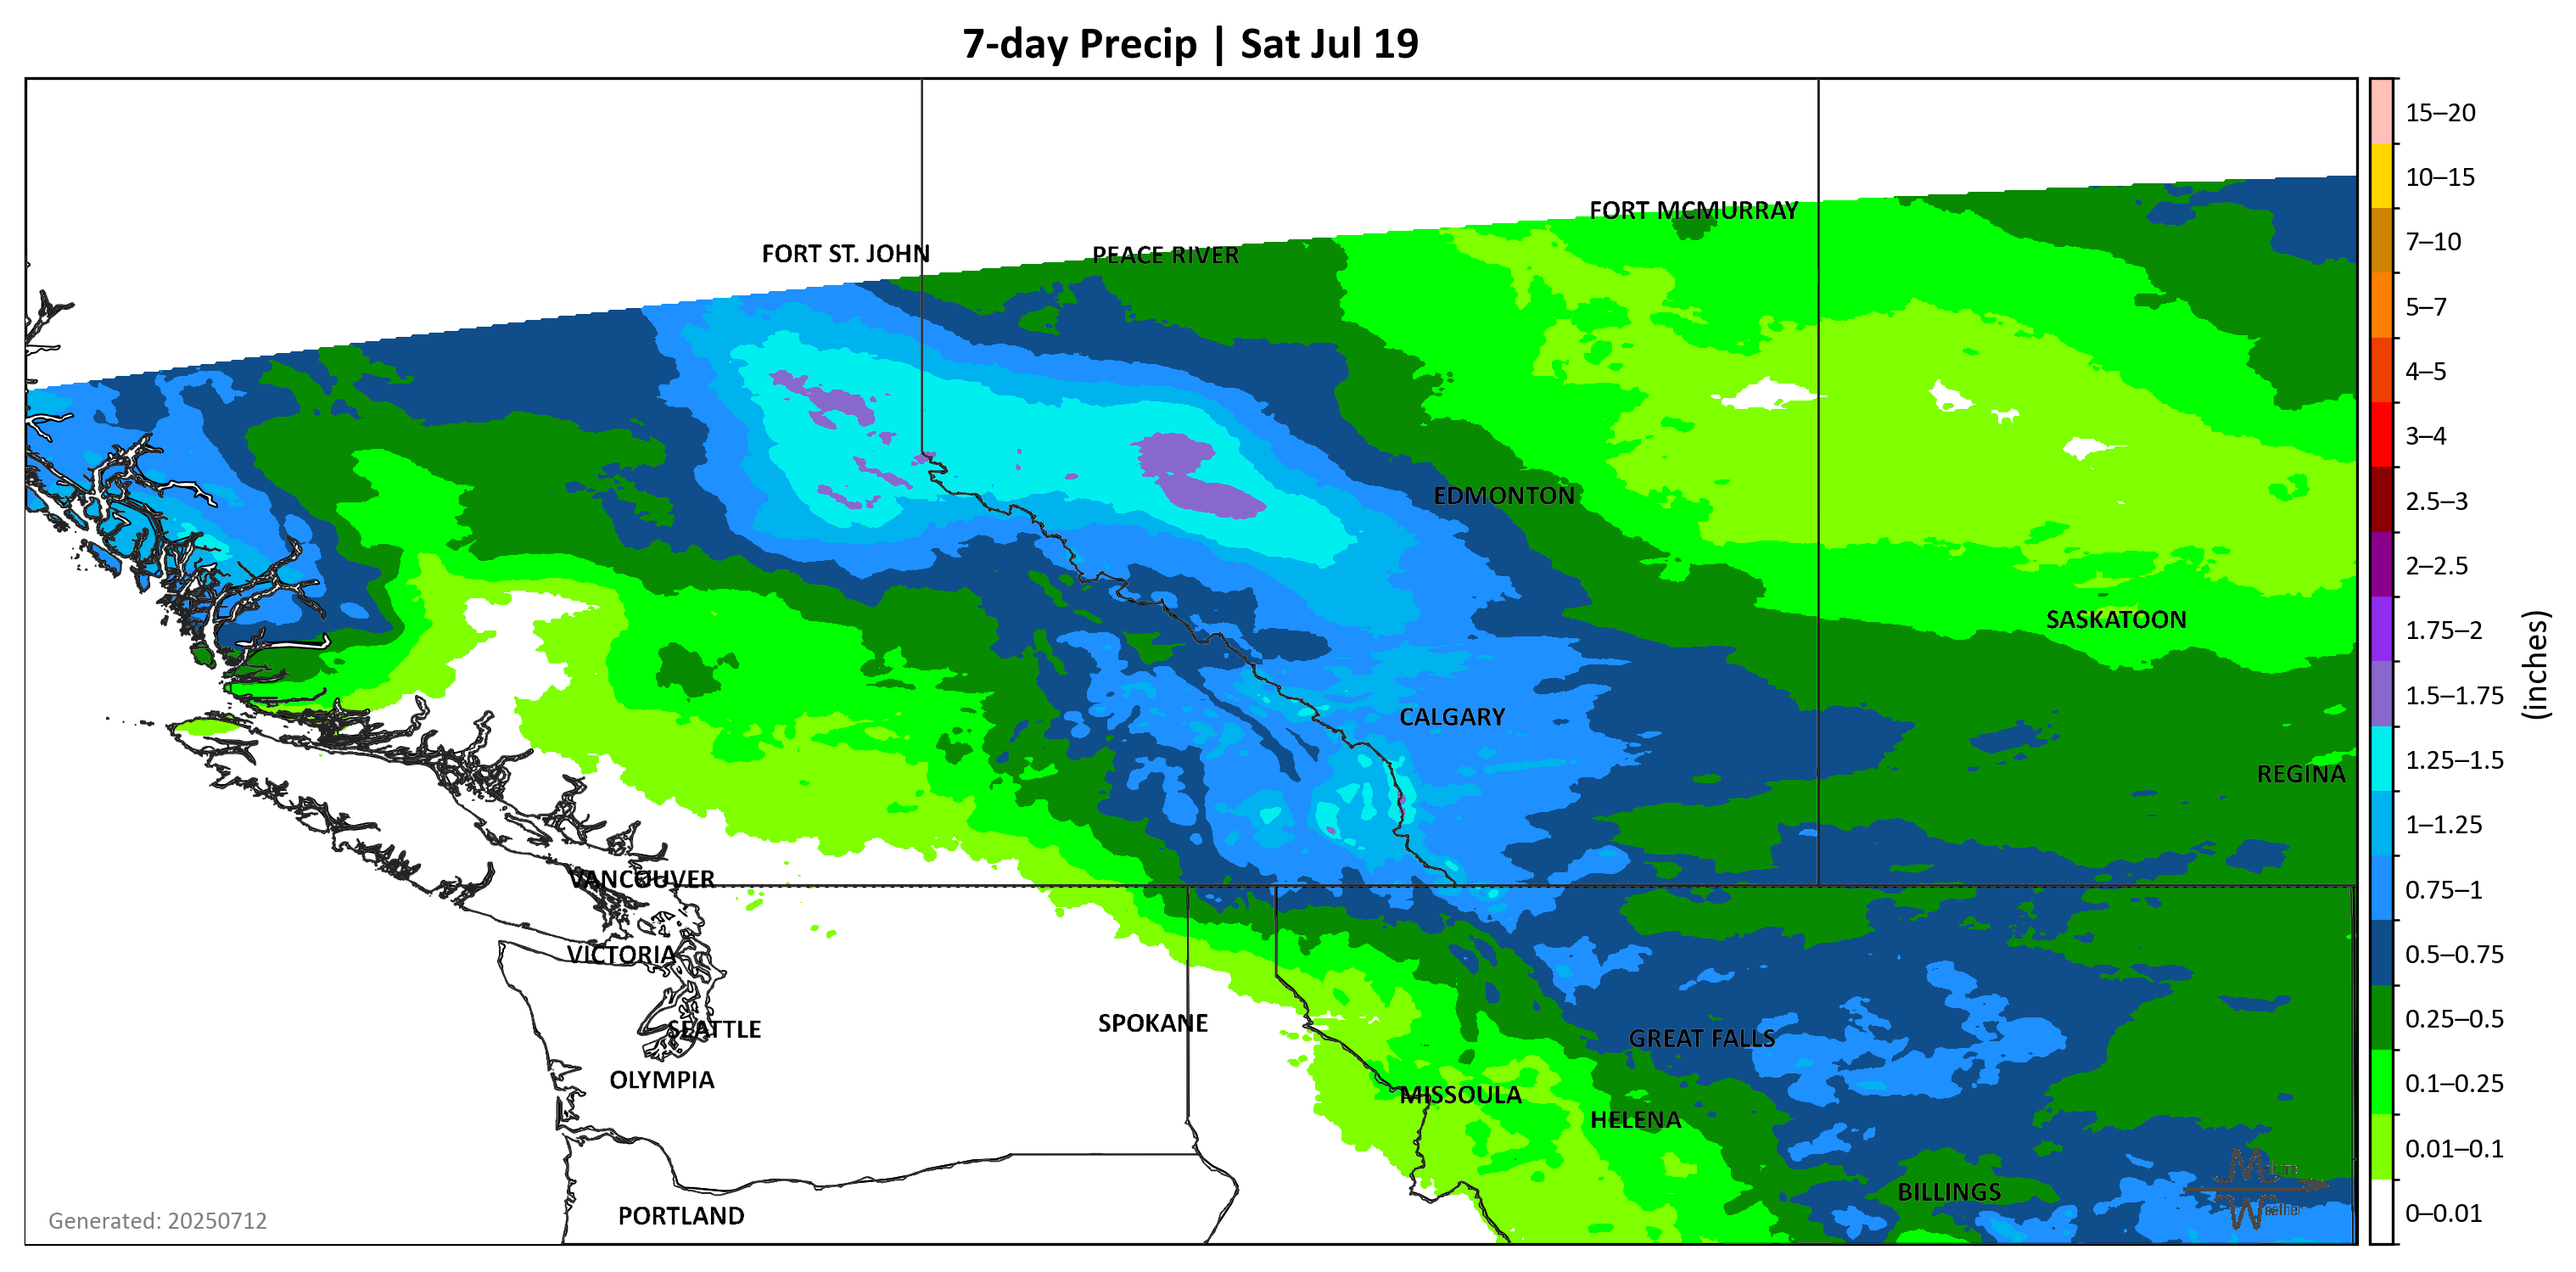 7-day Precip | Sat Jul 19
FORT MCMURRAY
FORT ST. JOHN
PEACE RIVER
EDMONTON
SASKATOON
CALGARY
REGINA
VANCOUVER
VICTORIA
SPOKANE
SEATTLE
GREAT FALLS
OLYMPIA
MISSOULA
HELENA
BILLINGS
PORTLAND
Generated: 20250712
15–20
10–15
7–10
5–7
4–5
3–4
2.5–3
2–2.5
1.75–2
1.5–1.75
1.25–1.5
1–1.25
0.75–1
0.5–0.75
0.25–0.5
0.1–0.25
0.01–0.1
0–0.01
(inches)